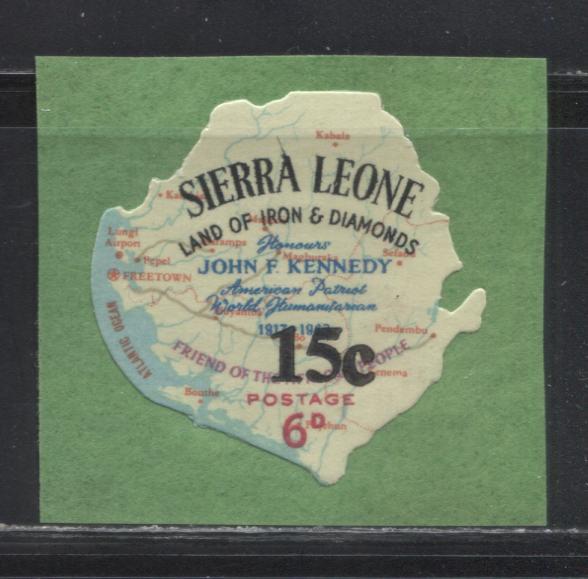 Kabala
SIERRA LEONE
LAND OF IRON & DIAMONDS
Lungi
Airport
Pepel
FREETOWN
Honours
JOHN F. KENNEDY
American Patriot
World Humanitarian
Pendembu
ATLANTIC OCEAN
FRIEND OF THE PEOPLE
15c
Bonthe
POSTAGE
6D